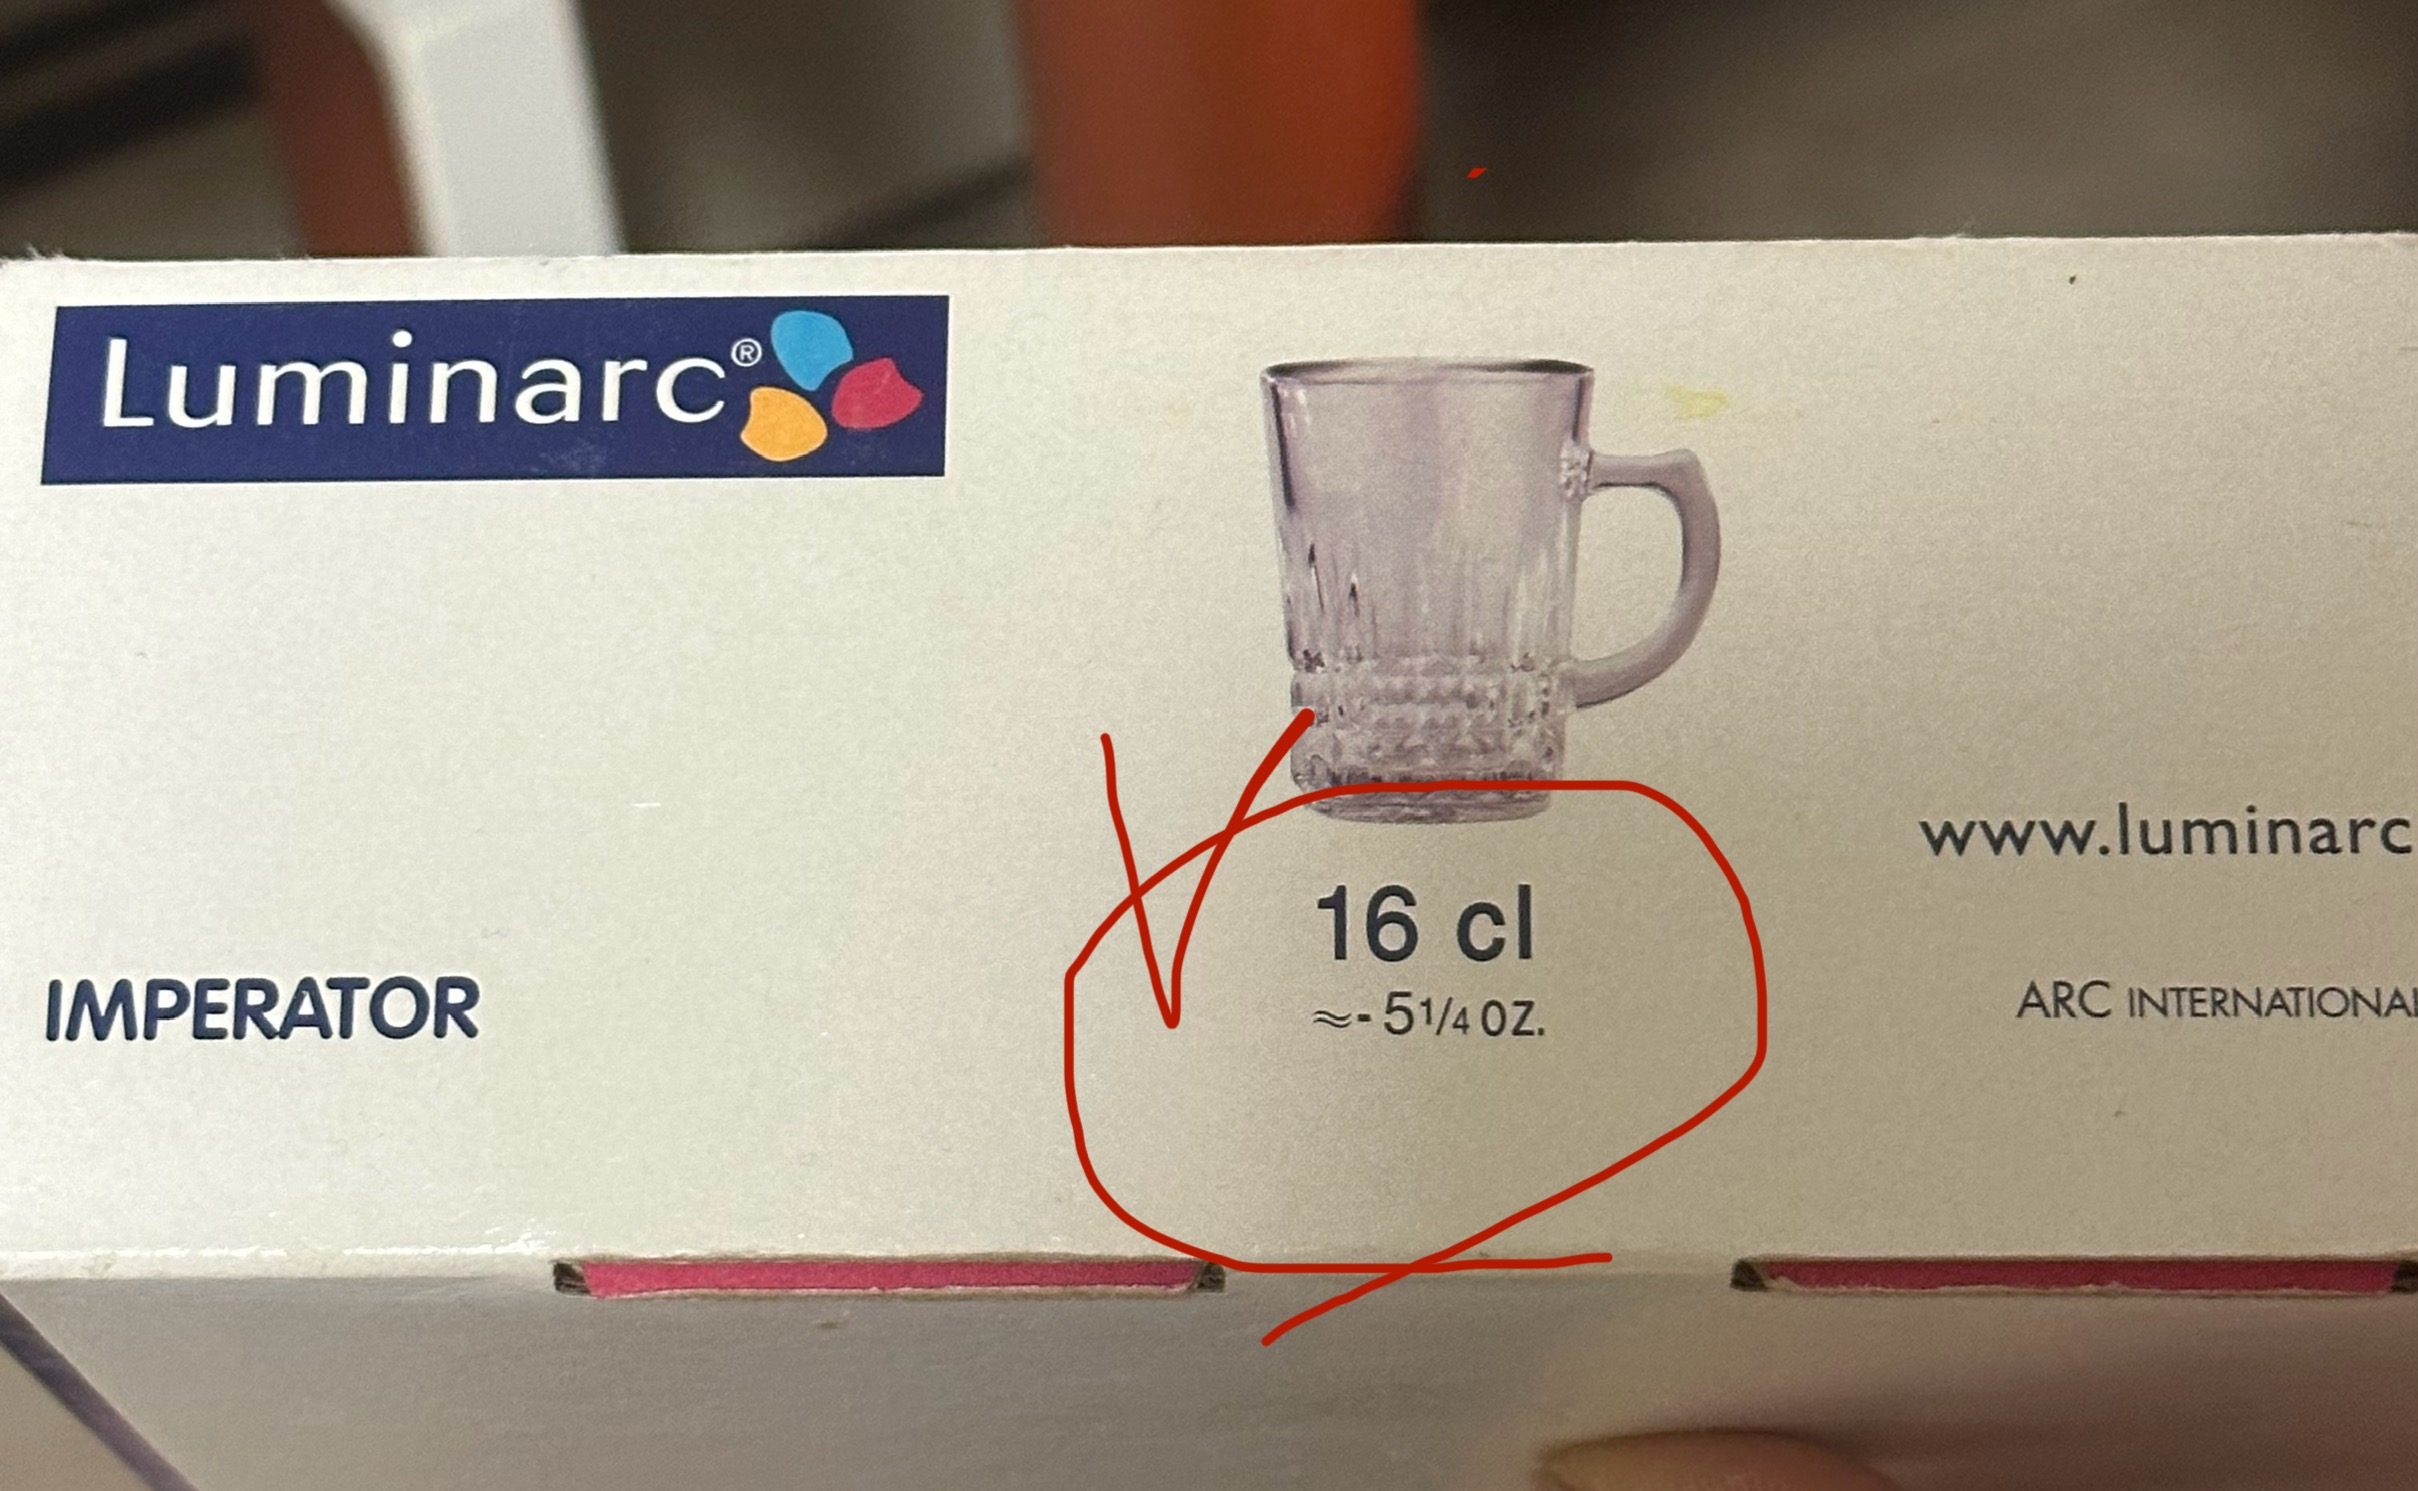 Luminarc®
16 cl
≈- 5 1/4 OZ.
IMPERATOR
www.luminarc
ARC INTERNATIONAL